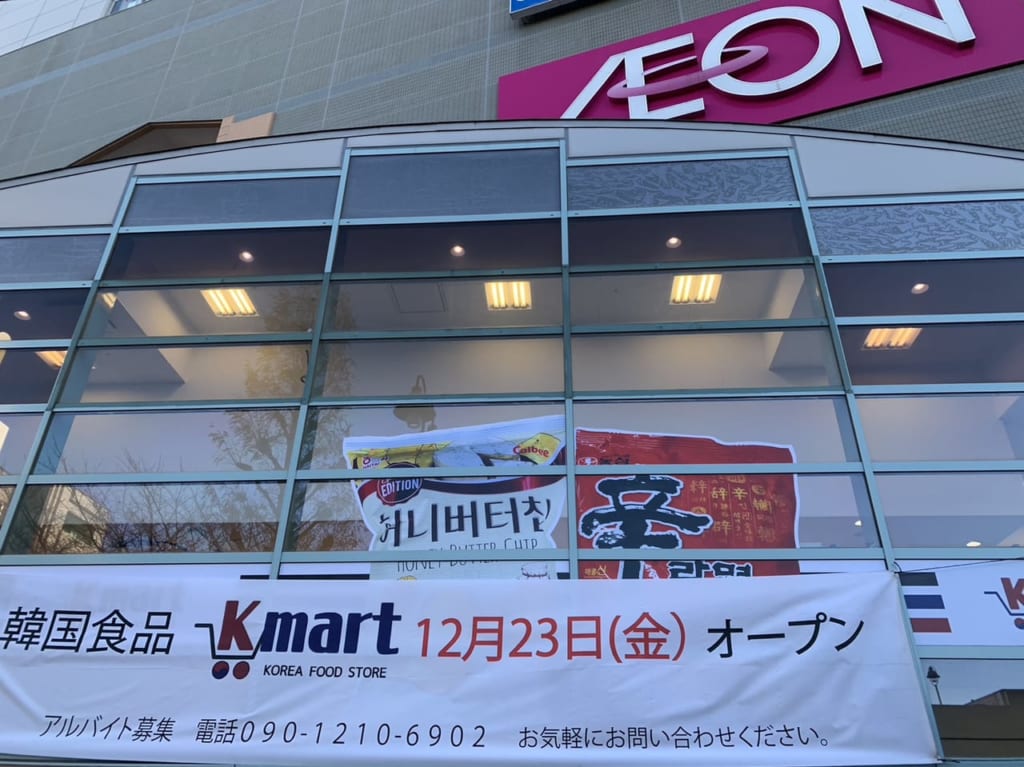 ÆON
Calbee
EDITION
허니버터칩
HONEY BUTTER CHIP
辛
라면
韓国食品 Kmart 12月23日(金) オープン
KOREA FOOD STORE
アルバイト募集 電話090-1210-6902 お気軽にお問い合わせください。
K